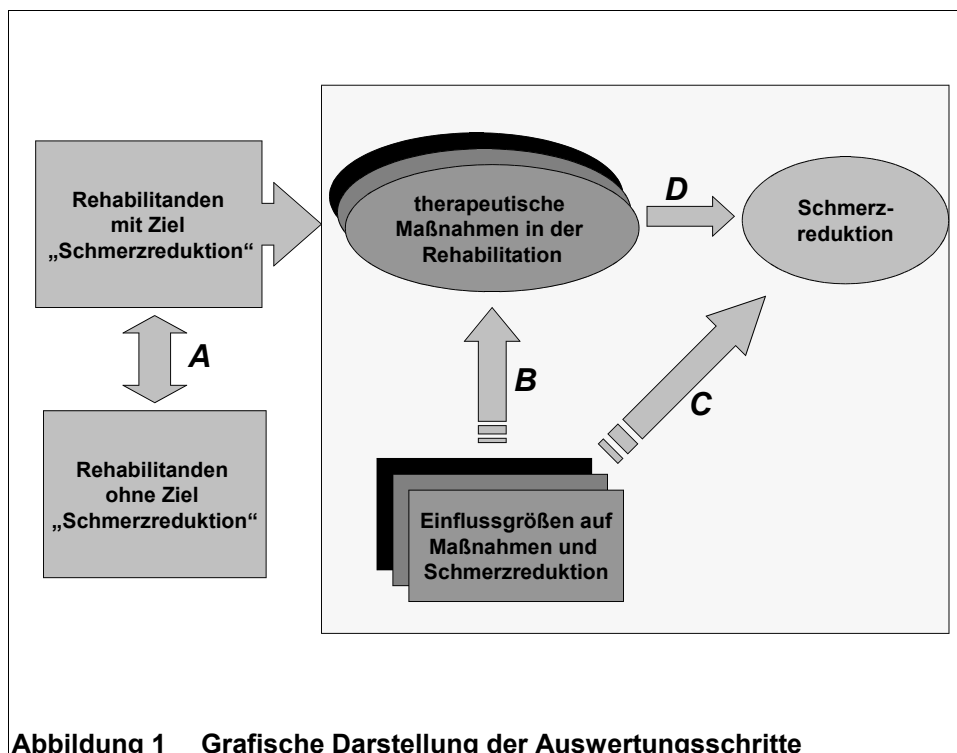 Rehabilitanden
mit Ziel
„Schmerzreduktion“
therapeutische
Maßnahmen in der
Rehabilitation
D
Schmerz-
reduktion
A
B
C
Rehabilitanden
ohne Ziel
„Schmerzreduktion“
Einflussgrößen auf
Maßnahmen und
Schmerzreduktion
Abbildung 1 Grafische Darstellung der Auswertungsschritte